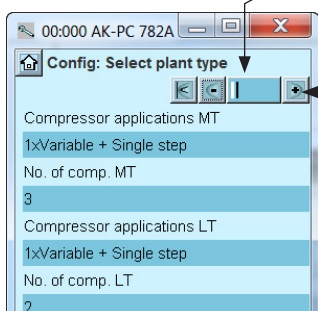 00:000 AK-PC 782A
Config: Select plant type
Compressor applications MT
1xVariable + Single step
No. of comp. MT
3
Compressor applications LT
1xVariable + Single step
No. of comp. LT
2